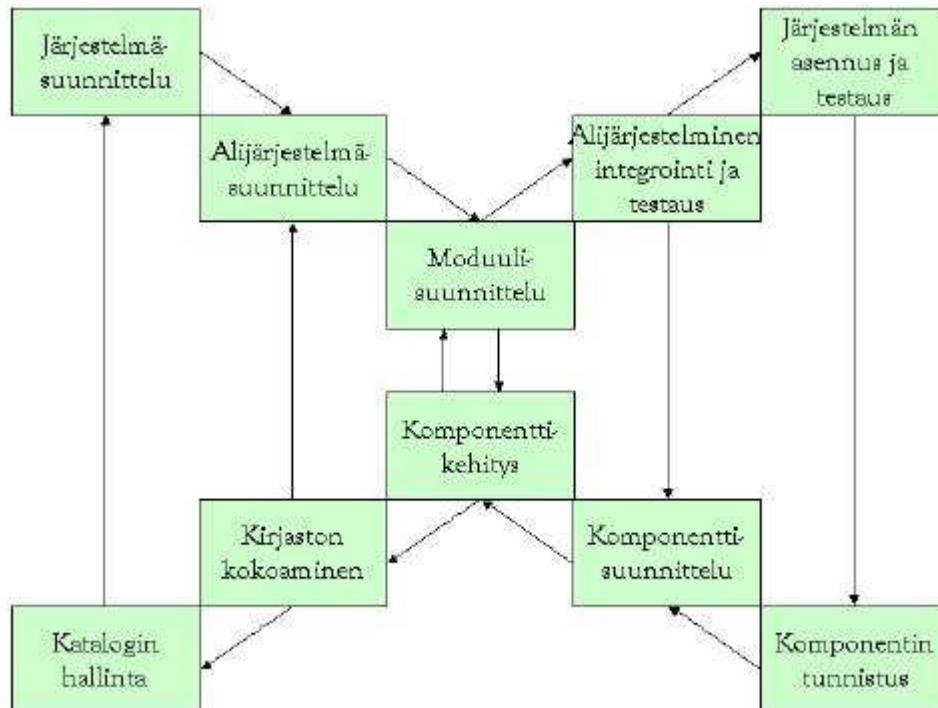 Järjestelmä-
suunnittelu
Järjestelmän
asennus ja
testaus
Alijärjestelmä-
suunnittelu
Alijärjestelminen
integrointi ja
testaus
Moduuli-
suunnittelu
Komponentti-
kehitys
Kirjaston
kokoaminen
Komponentti-
suunnittelu
Katalogin
hallinta
Komponentin
tunnistus